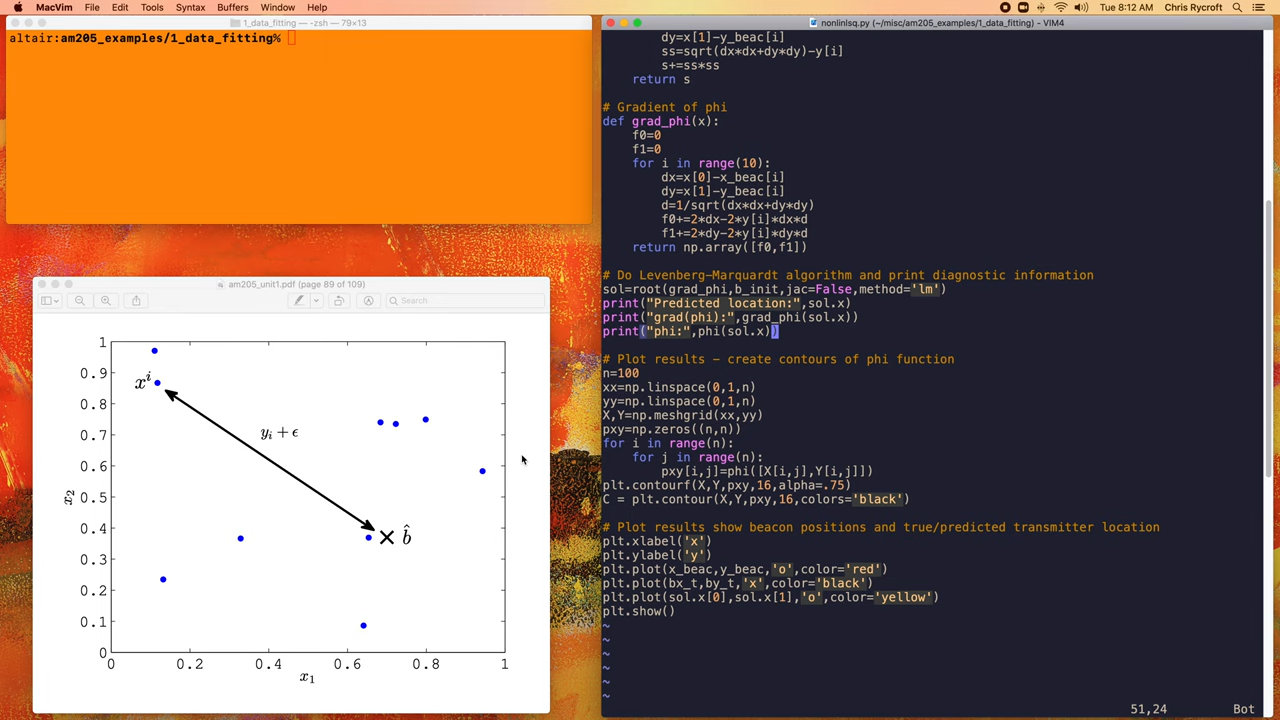 MacVim File Edit Tools Syntax Buffers Window Help
Tue 8:12 AM Chris Rycroft
1_data_fitting — -zsh — 79×13
altair:am205_examples/1_data_fitting%
am205_unit1.pdf (page 89 of 109)
Search
1
0.9
0.8
0.7
0.6
0.5
0.4
0.3
0.2
0.1
0
x₂
xⁱ
yᵢ + ϵ
b̂
0 0.2 0.4 0.6 0.8 1
x₁
nonlinlsq.py (~/misc/am205_examples/1_data_fitting) - VIM4
        dy=x[1]-y_beac[i]
        ss=sqrt(dx*dx+dy*dy)-y[i]
        s+=ss*ss
    return s
# Gradient of phi
def grad_phi(x):
    f0=0
    f1=0
    for i in range(10):
        dx=x[0]-x_beac[i]
        dy=x[1]-y_beac[i]
        d=1/sqrt(dx*dx+dy*dy)
        f0+=2*dx-2*y[i]*dx*d
        f1+=2*dy-2*y[i]*dy*d
    return np.array([f0,f1])
# Do Levenberg-Marquardt algorithm and print diagnostic information
sol=root(grad_phi,b_init,jac=False,method='lm')
print("Predicted location:",sol.x)
print("grad(phi):",grad_phi(sol.x))
print("phi:",phi(sol.x))
# Plot results - create contours of phi function
n=100
xx=np.linspace(0,1,n)
yy=np.linspace(0,1,n)
X,Y=np.meshgrid(xx,yy)
pxy=np.zeros((n,n))
for i in range(n):
    for j in range(n):
        pxy[i,j]=phi([X[i,j],Y[i,j]])
plt.contourf(X,Y,pxy,16,alpha=.75)
C = plt.contour(X,Y,pxy,16,colors='black')
# Plot results show beacon positions and true/predicted transmitter location
plt.xlabel('x')
plt.ylabel('y')
plt.plot(x_beac,y_beac,'o',color='red')
plt.plot(bx_t,by_t,'x',color='black')
plt.plot(sol.x[0],sol.x[1],'o',color='yellow')
plt.show()
~
~
~
~
~
~
51,24 Bot